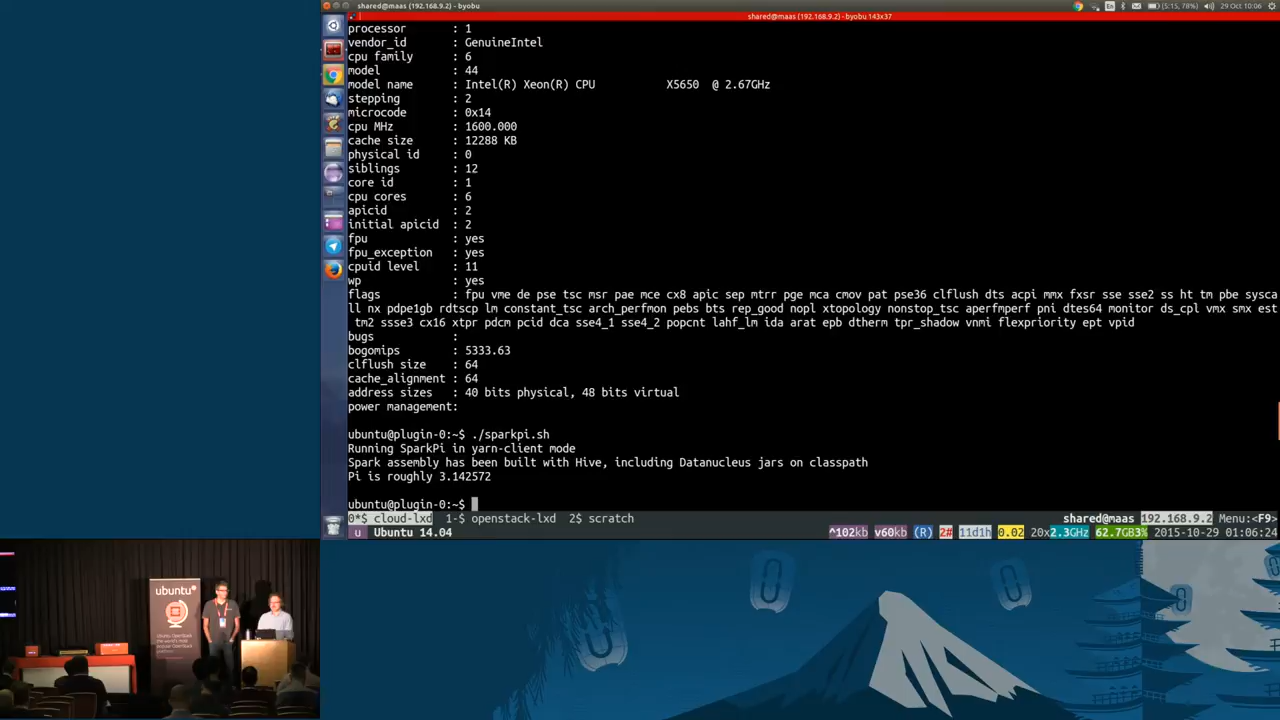 shared@maas (192.168.9.2) - byobu
En
(5:15, 78%)
29 Oct 10:06
shared@maas (192.168.9.2) - byobu 143x37
processor : 1
vendor_id : GenuineIntel
cpu family : 6
model : 44
model name : Intel(R) Xeon(R) CPU X5650 @ 2.67GHz
stepping : 2
microcode : 0x14
cpu MHz : 1600.000
cache size : 12288 KB
physical id : 0
siblings : 12
core id : 1
cpu cores : 6
apicid : 2
initial apicid : 2
fpu : yes
fpu_exception : yes
cpuid level : 11
wp : yes
flags : fpu vme de pse tsc msr pae mce cx8 apic sep mtrr pge mca cmov pat pse36 clflush dts acpi mmx fxsr sse sse2 ss ht tm pbe sysca
ll nx pdpe1gb rdtscp lm constant_tsc arch_perfmon pebs bts rep_good nopl xtopology nonstop_tsc aperfmperf pni dtes64 monitor ds_cpl vmx smx est
tm2 ssse3 cx16 xtpr pdcm pcid dca sse4_1 sse4_2 popcnt lahf_lm ida arat epb dtherm tpr_shadow vnmi flexpriority ept vpid
bugs :
bogomips : 5333.63
clflush size : 64
cache_alignment : 64
address sizes : 40 bits physical, 48 bits virtual
power management:
ubuntu@plugin-0:~$ ./sparkpi.sh
Running SparkPi in yarn-client mode
Spark assembly has been built with Hive, including Datanucleus jars on classpath
Pi is roughly 3.142572
ubuntu@plugin-0:~$
0*$ cloud-lxd 1-$ openstack-lxd 2$ scratch shared@maas 192.168.9.2 Menu:<F9>
u Ubuntu 14.04 ^102kb v60kb (R) 2# 11d1h 0.02 20x2.3GHz 62.7GB3% 2015-10-29 01:06:24
ubuntu
Ubuntu OpenStack
the world's most
popular OpenStack